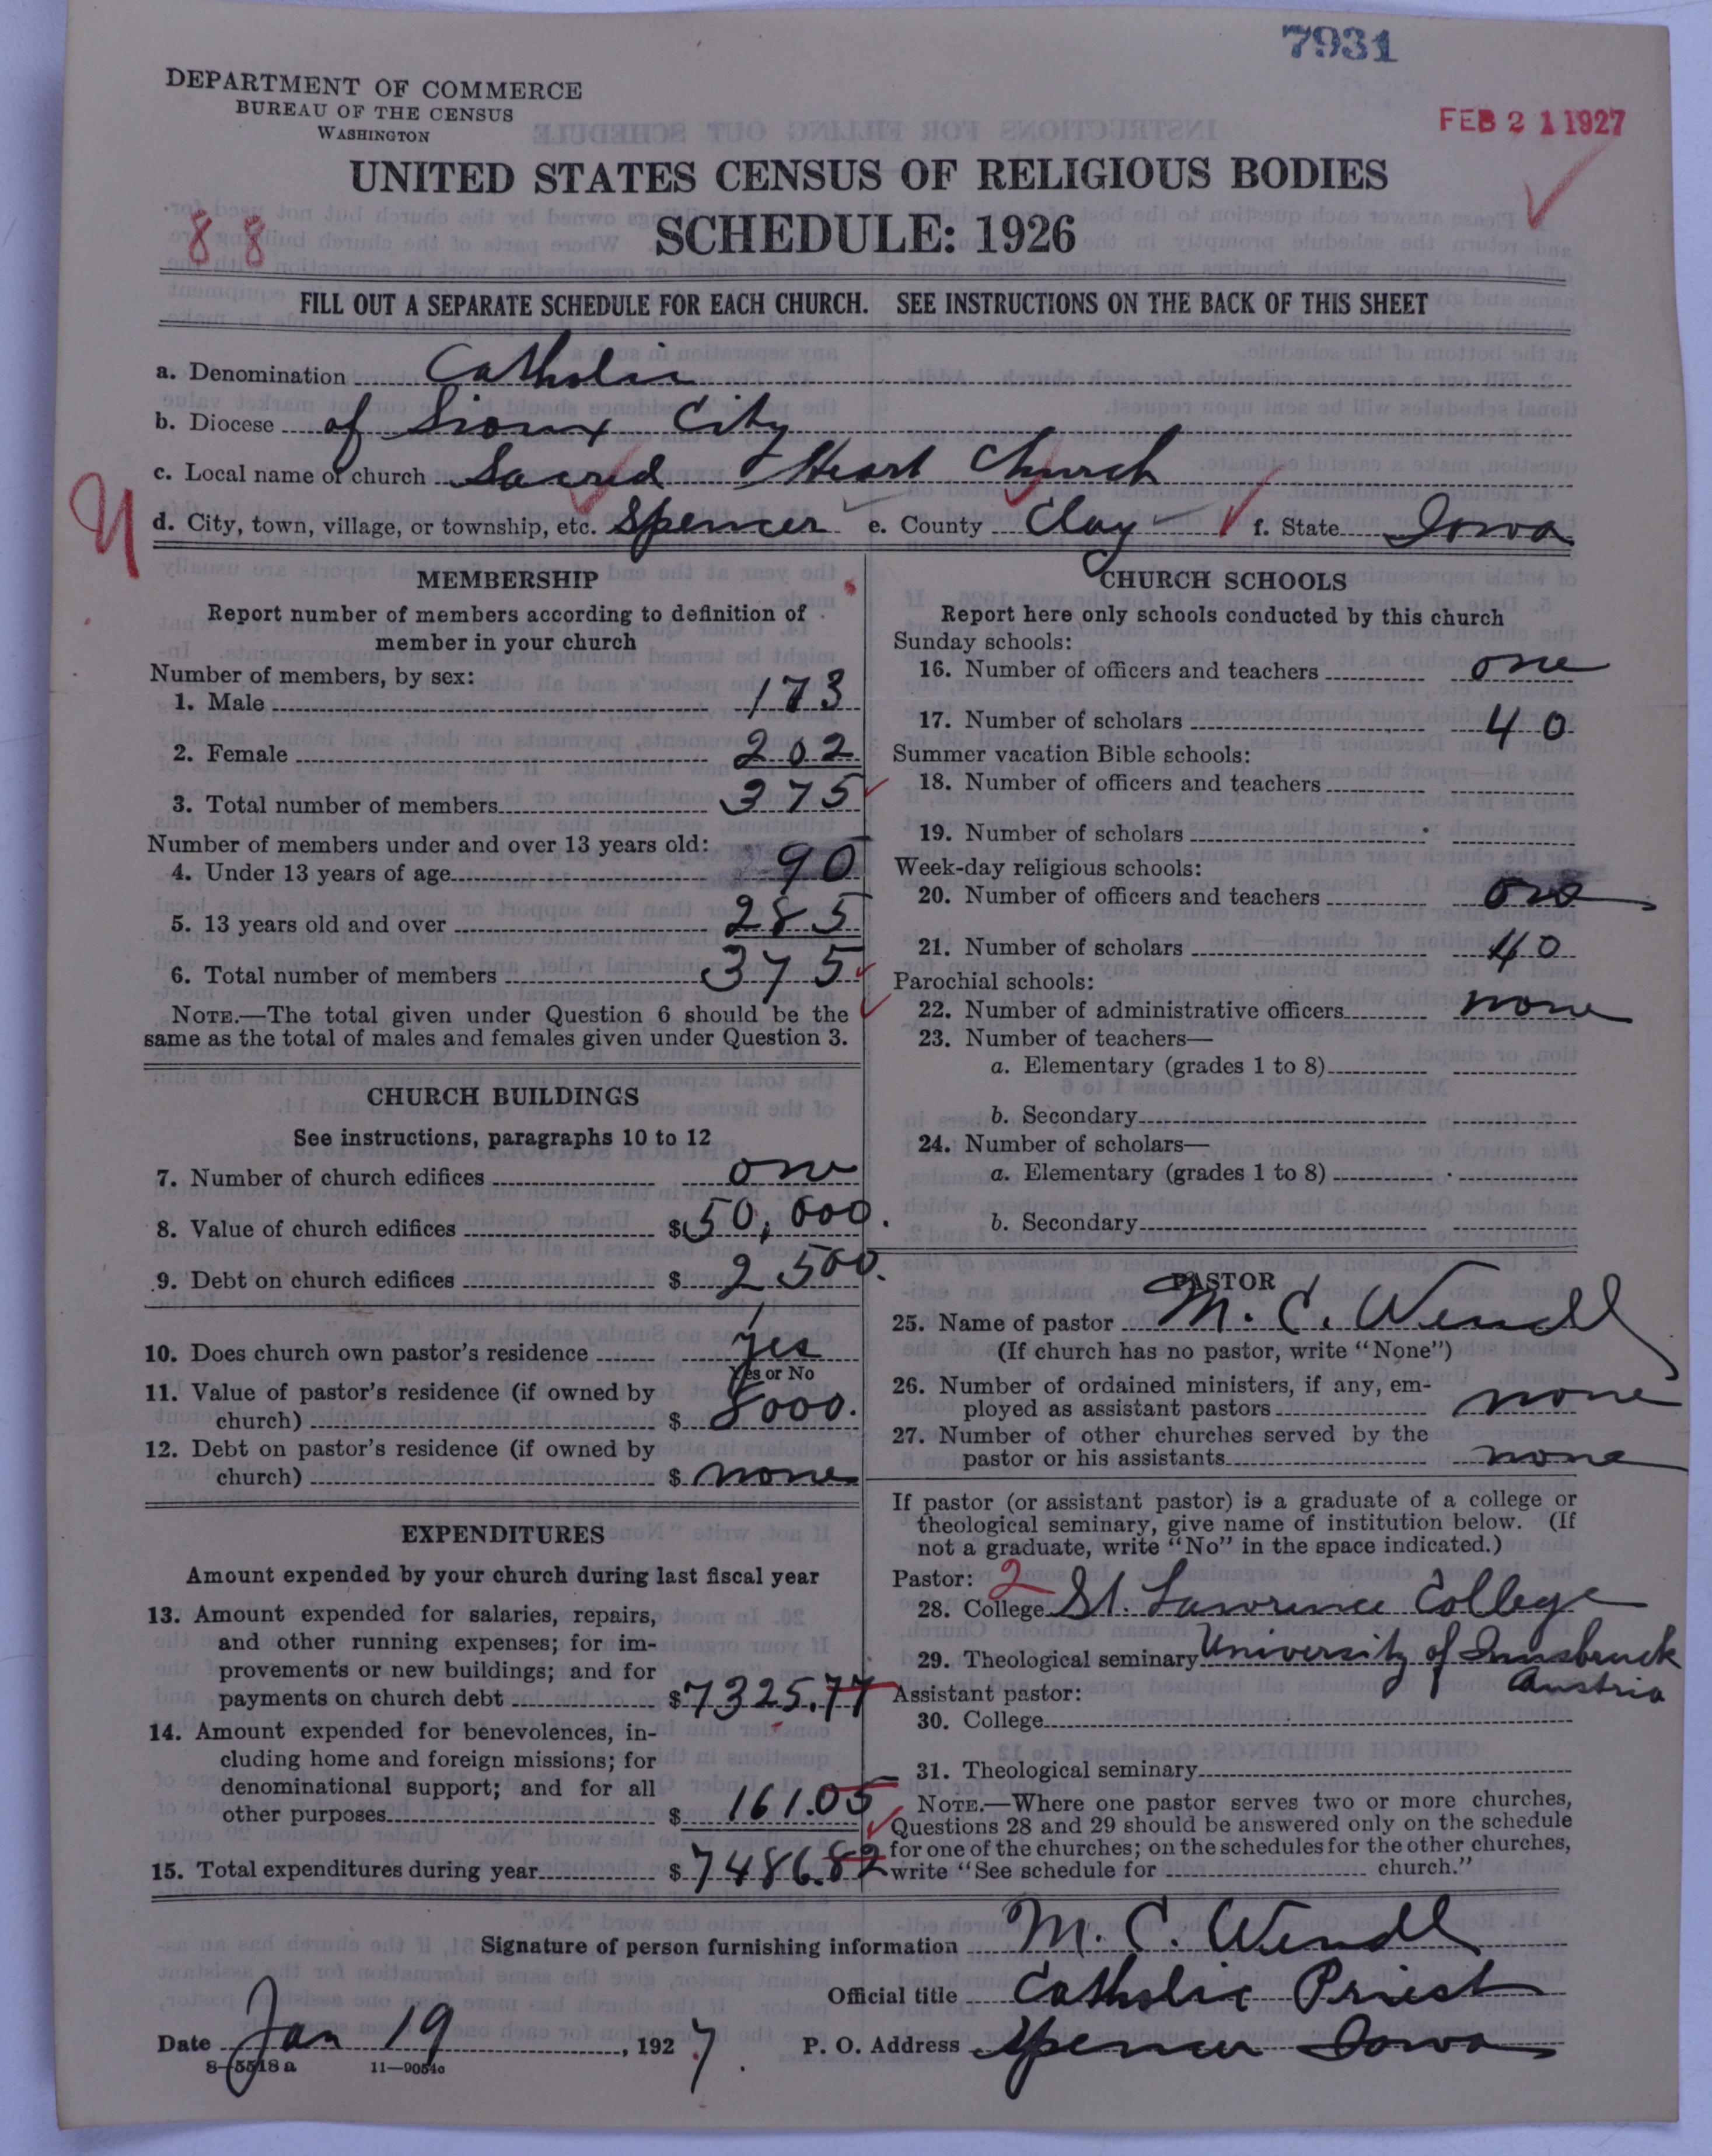 7931
DEPARTMENT OF COMMERCE
BUREAU OF THE CENSUS
WASHINGTON
FEB 21 1927
UNITED STATES CENSUS OF RELIGIOUS BODIES
SCHEDULE: 1926
88
FILL OUT A SEPARATE SCHEDULE FOR EACH CHURCH. SEE INSTRUCTIONS ON THE BACK OF THIS SHEET
a. Denomination Catholic
b. Diocese of Sioux City
c. Local name of church Sacred Heart Church
d. City, town, village, or township, etc. Spencer e. County Clay f. State Iowa
MEMBERSHIP
Report number of members according to definition of
member in your church
Number of members, by sex:
1. Male 173
2. Female 202
3. Total number of members 375
Number of members under and over 13 years old:
4. Under 13 years of age 90
5. 13 years old and over 285
6. Total number of members 375
NOTE.—The total given under Question 6 should be the
same as the total of males and females given under Question 3.
CHURCH BUILDINGS
See instructions, paragraphs 10 to 12
7. Number of church edifices one
8. Value of church edifices $50,000.
9. Debt on church edifices $2,500.
10. Does church own pastor's residence yes
Yes or No
11. Value of pastor's residence (if owned by
church) $8000.
12. Debt on pastor's residence (if owned by
church) $none
EXPENDITURES
Amount expended by your church during last fiscal year
13. Amount expended for salaries, repairs,
and other running expenses; for im-
provements or new buildings; and for
payments on church debt $7325.77
14. Amount expended for benevolences, in-
cluding home and foreign missions; for
denominational support; and for all
other purposes $161.05
15. Total expenditures during year $7486.82
CHURCH SCHOOLS
Report here only schools conducted by this church
Sunday schools:
16. Number of officers and teachers one
17. Number of scholars 40
Summer vacation Bible schools:
18. Number of officers and teachers
19. Number of scholars
Week-day religious schools:
20. Number of officers and teachers one
21. Number of scholars 40
Parochial schools:
22. Number of administrative officers none
23. Number of teachers—
a. Elementary (grades 1 to 8)
b. Secondary
24. Number of scholars—
a. Elementary (grades 1 to 8)
b. Secondary
PASTOR
25. Name of pastor M. C. Wendl
(If church has no pastor, write "None")
26. Number of ordained ministers, if any, em-
ployed as assistant pastors none
27. Number of other churches served by the
pastor or his assistants none
If pastor (or assistant pastor) is a graduate of a college or
theological seminary, give name of institution below. (If
not a graduate, write "No" in the space indicated.)
Pastor: 2
28. College St. Lawrence College
29. Theological seminary University of Innsbruck
Austria
Assistant pastor:
30. College
31. Theological seminary
NOTE.—Where one pastor serves two or more churches,
Questions 28 and 29 should be answered only on the schedule
for one of the churches; on the schedules for the other churches,
write "See schedule for church."
Signature of person furnishing information M. C. Wendl
Official title Catholic Priest
Date Jan 19, 1927. P. O. Address Spencer Iowa
8—5518a 11—9054c